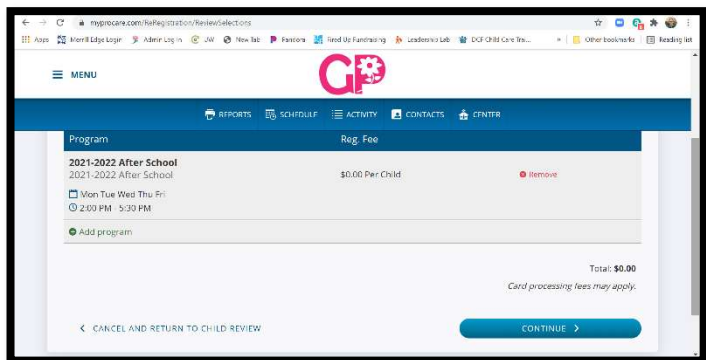 myprocare.com/ReRegistration/ReviewSelections
Apps Merrill Edge Login Admin Log In UW New Tab Pandora Fired Up Fundraising Leadership Lab DCF Child Care Tra... » Other bookmarks Reading list
MENU
GP
REPORTS SCHEDULE ACTIVITY CONTACTS CENTER
Program Reg. Fee
2021-2022 After School
2021-2022 After School $0.00 Per Child Remove
Mon Tue Wed Thu Fri
2:00 PM - 5:30 PM
Add program
Total: $0.00
Card processing fees may apply.
CANCEL AND RETURN TO CHILD REVIEW CONTINUE